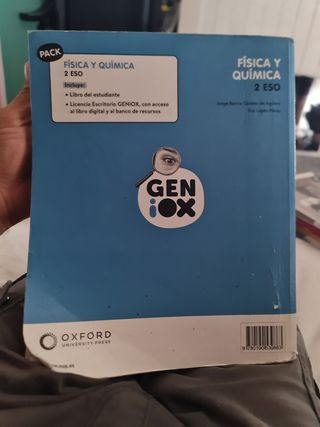 PACK
FÍSICA Y QUÍMICA
2 ESO
Incluye:
• Libro del estudiante
• Licencia Escritorio GENiOX, con acceso
al libro digital y al banco de recursos
FÍSICA Y
QUÍMICA
2 ESO
GEN
iOX
OXFORD
UNIVERSITY PRESS